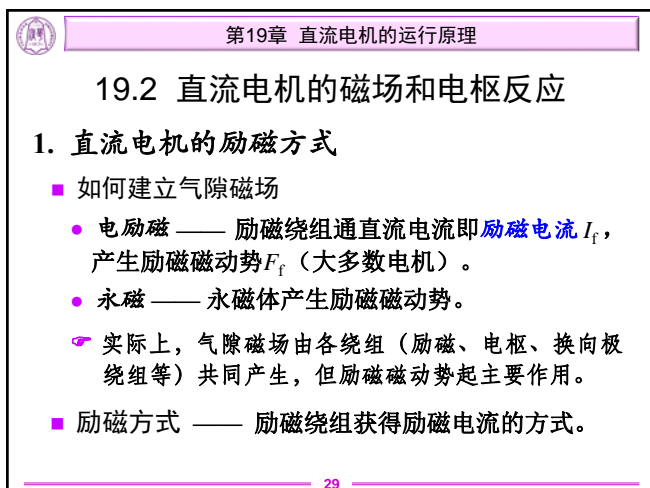 第19章 直流电机的运行原理
19.2 直流电机的磁场和电枢反应
1. 直流电机的励磁方式
■ 如何建立气隙磁场
● 电励磁 —— 励磁绕组通直流电流即励磁电流 If，
产生励磁磁动势Ff（大多数电机）。
● 永磁 —— 永磁体产生励磁磁动势。
☞ 实际上，气隙磁场由各绕组（励磁、电枢、换向极
绕组等）共同产生，但励磁磁动势起主要作用。
■ 励磁方式 —— 励磁绕组获得励磁电流的方式。
29